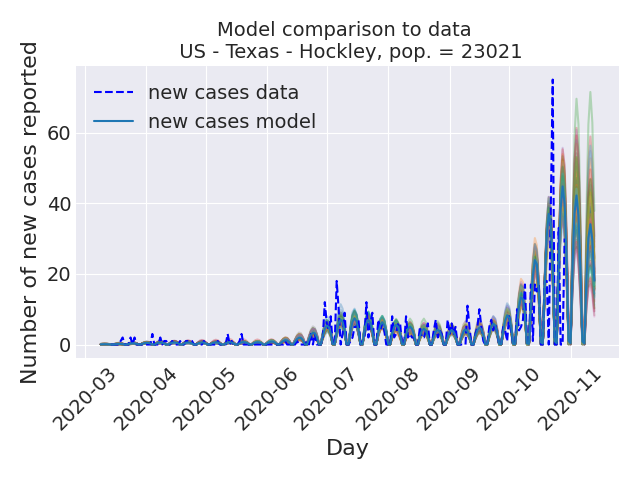 Model comparison to data
US - Texas - Hockley, pop. = 23021
new cases data
new cases model
Number of new cases reported
60
40
20
0
2020-03
2020-04
2020-05
2020-06
2020-07
2020-08
2020-09
2020-10
2020-11
Day